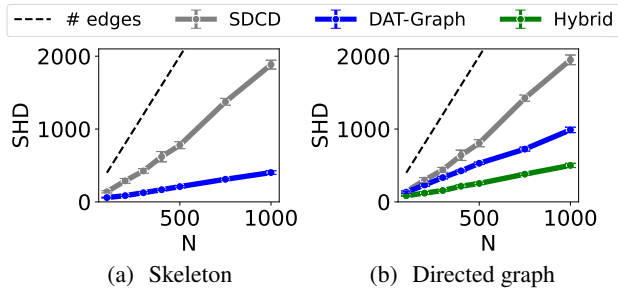 # edges SDCD DAT-Graph Hybrid
2000
1000
0
SHD
500 1000
N
(a) Skeleton
2000
1000
0
SHD
500 1000
N
(b) Directed graph